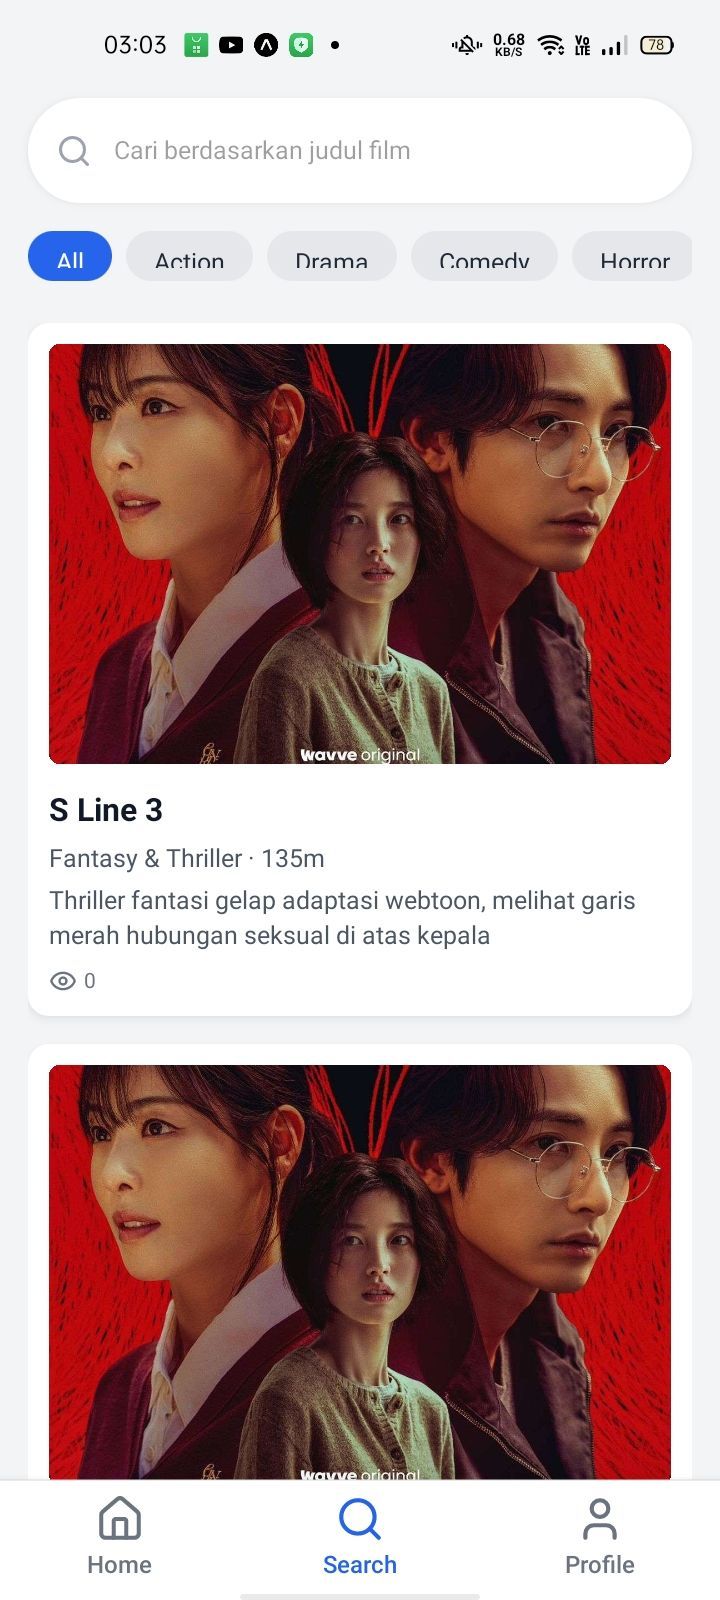 03:03
0.68
KB/S
Vo
LTE
78
Cari berdasarkan judul film
All
Action
Drama
Comedy
Horror
wavve original
S Line 3
Fantasy & Thriller · 135m
Thriller fantasi gelap adaptasi webtoon, melihat garis
merah hubungan seksual di atas kepala
0
wavve original
Home
Search
Profile